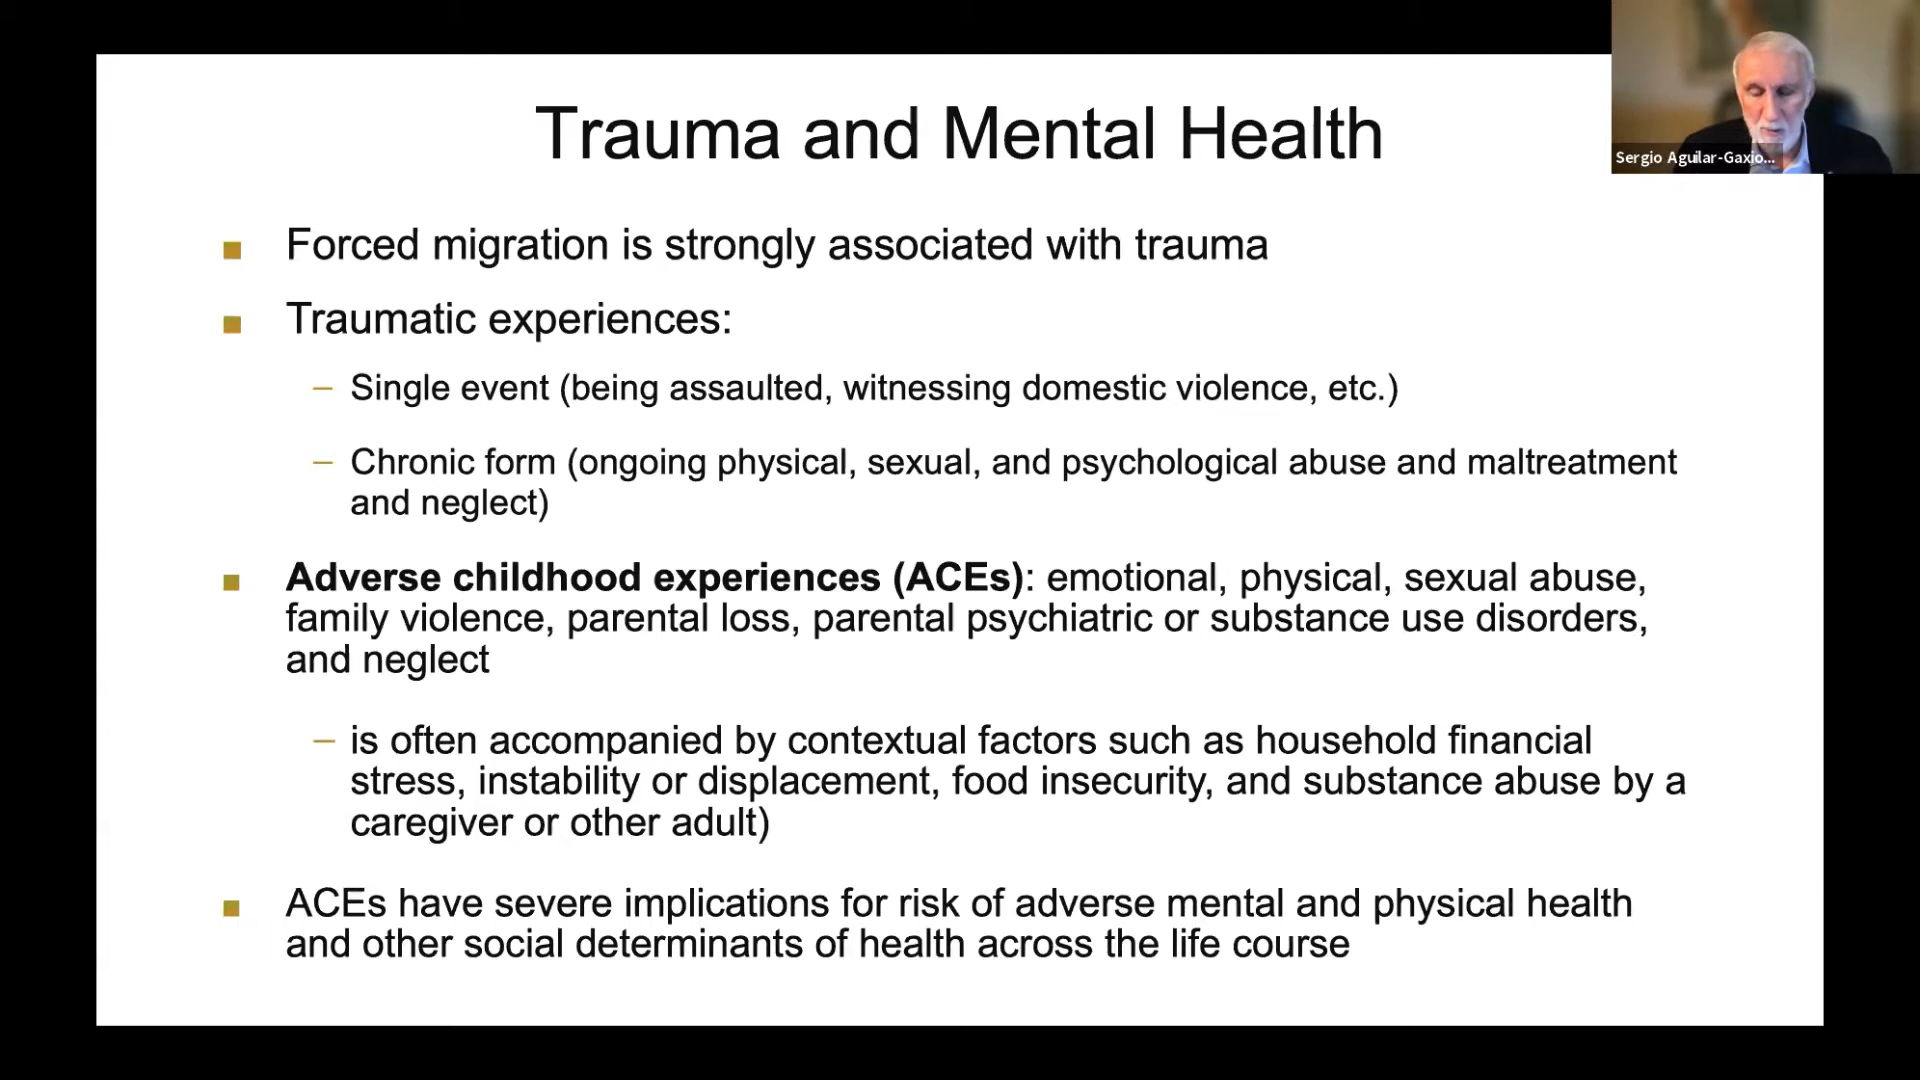 Trauma and Mental Health
Sergio Aguilar-Gaxio...
Forced migration is strongly associated with trauma
Traumatic experiences:
– Single event (being assaulted, witnessing domestic violence, etc.)
– Chronic form (ongoing physical, sexual, and psychological abuse and maltreatment
and neglect)
Adverse childhood experiences (ACEs): emotional, physical, sexual abuse,
family violence, parental loss, parental psychiatric or substance use disorders,
and neglect
– is often accompanied by contextual factors such as household financial
stress, instability or displacement, food insecurity, and substance abuse by a
caregiver or other adult)
ACEs have severe implications for risk of adverse mental and physical health
and other social determinants of health across the life course